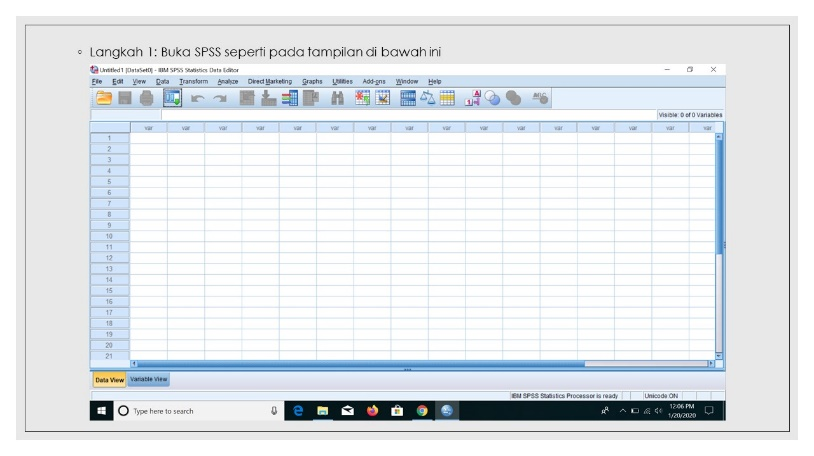 ◦ Langkah 1: Buka SPSS seperti pada tampilan di bawah ini
Untitled1 [DataSet0] - IBM SPSS Statistics Data Editor
File Edit View Data Transform Analyze Direct Marketing Graphs Utilities Add-ons Window Help
Visible: 0 of 0 Variables
var var var var var var var var var var var var var var var var
1
2
3
4
5
6
7
8
9
10
11
12
13
14
15
16
17
18
19
20
21
Data View Variable View
IBM SPSS Statistics Processor is ready Unicode ON
Type here to search
12:06 PM
1/20/2020